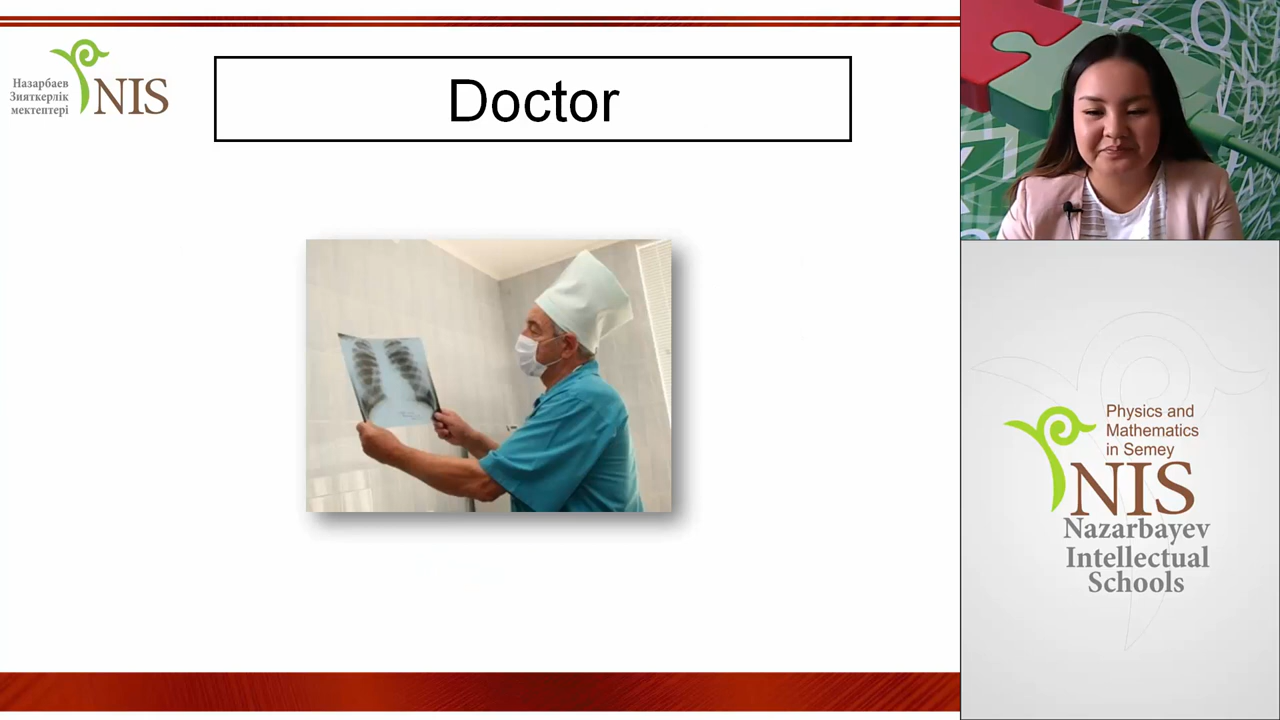 Назарбаев
Зияткерлік
мектептері
NIS
Doctor
Physics and
Mathematics
in Semey
NIS
Nazarbayev
Intellectual
Schools